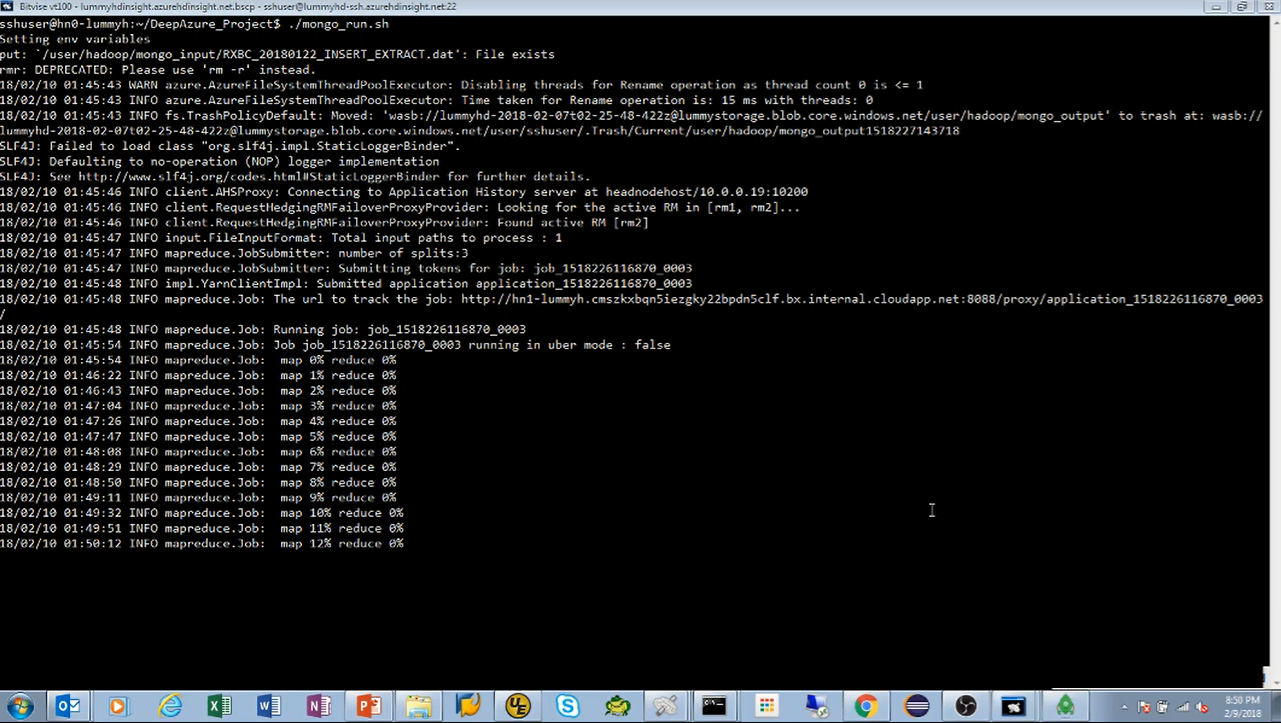 Bitvise vt100 - lummyhdinsight.azurehdinsight.net.bscp - sshuser@lummyhd-ssh.azurehdinsight.net:22
sshuser@hn0-lummyh:~/DeepAzure_Project$ ./mongo_run.sh
Setting env variables
put: `/user/hadoop/mongo_input/RXBC_20180122_INSERT_EXTRACT.dat': File exists
rmr: DEPRECATED: Please use 'rm -r' instead.
18/02/10 01:45:43 WARN azure.AzureFileSystemThreadPoolExecutor: Disabling threads for Rename operation as thread count 0 is <= 1
18/02/10 01:45:43 INFO azure.AzureFileSystemThreadPoolExecutor: Time taken for Rename operation is: 15 ms with threads: 0
18/02/10 01:45:43 INFO fs.TrashPolicyDefault: Moved: 'wasb://lummyhd-2018-02-07t02-25-48-422z@lummystorage.blob.core.windows.net/user/hadoop/mongo_output' to trash at: wasb://
lummyhd-2018-02-07t02-25-48-422z@lummystorage.blob.core.windows.net/user/sshuser/.Trash/Current/user/hadoop/mongo_output1518227143718
SLF4J: Failed to load class "org.slf4j.impl.StaticLoggerBinder".
SLF4J: Defaulting to no-operation (NOP) logger implementation
SLF4J: See http://www.slf4j.org/codes.html#StaticLoggerBinder for further details.
18/02/10 01:45:46 INFO client.AHSProxy: Connecting to Application History server at headnodehost/10.0.0.19:10200
18/02/10 01:45:46 INFO client.RequestHedgingRMFailoverProxyProvider: Looking for the active RM in [rm1, rm2]...
18/02/10 01:45:46 INFO client.RequestHedgingRMFailoverProxyProvider: Found active RM [rm2]
18/02/10 01:45:47 INFO input.FileInputFormat: Total input paths to process : 1
18/02/10 01:45:47 INFO mapreduce.JobSubmitter: number of splits:3
18/02/10 01:45:47 INFO mapreduce.JobSubmitter: Submitting tokens for job: job_1518226116870_0003
18/02/10 01:45:48 INFO impl.YarnClientImpl: Submitted application application_1518226116870_0003
18/02/10 01:45:48 INFO mapreduce.Job: The url to track the job: http://hn1-lummyh.cmszkxbqn5iezgky22bpdn5clf.bx.internal.cloudapp.net:8088/proxy/application_1518226116870_0003
/
18/02/10 01:45:48 INFO mapreduce.Job: Running job: job_1518226116870_0003
18/02/10 01:45:54 INFO mapreduce.Job: Job job_1518226116870_0003 running in uber mode : false
18/02/10 01:45:54 INFO mapreduce.Job:  map 0% reduce 0%
18/02/10 01:46:22 INFO mapreduce.Job:  map 1% reduce 0%
18/02/10 01:46:43 INFO mapreduce.Job:  map 2% reduce 0%
18/02/10 01:47:04 INFO mapreduce.Job:  map 3% reduce 0%
18/02/10 01:47:26 INFO mapreduce.Job:  map 4% reduce 0%
18/02/10 01:47:47 INFO mapreduce.Job:  map 5% reduce 0%
18/02/10 01:48:08 INFO mapreduce.Job:  map 6% reduce 0%
18/02/10 01:48:29 INFO mapreduce.Job:  map 7% reduce 0%
18/02/10 01:48:50 INFO mapreduce.Job:  map 8% reduce 0%
18/02/10 01:49:11 INFO mapreduce.Job:  map 9% reduce 0%
18/02/10 01:49:32 INFO mapreduce.Job:  map 10% reduce 0%
18/02/10 01:49:51 INFO mapreduce.Job:  map 11% reduce 0%
18/02/10 01:50:12 INFO mapreduce.Job:  map 12% reduce 0%
8:50 PM
2/9/2018